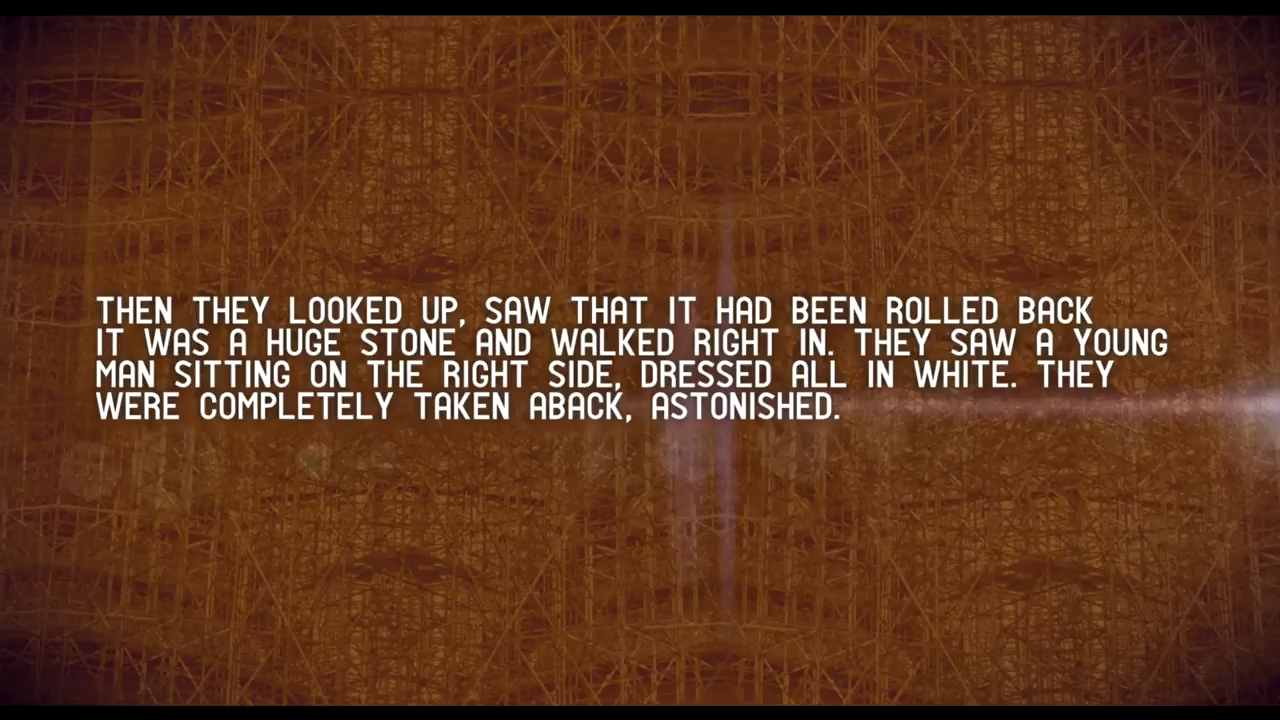 THEN THEY LOOKED UP, SAW THAT IT HAD BEEN ROLLED BACK
IT WAS A HUGE STONE AND WALKED RIGHT IN. THEY SAW A YOUNG
MAN SITTING ON THE RIGHT SIDE, DRESSED ALL IN WHITE. THEY
WERE COMPLETELY TAKEN ABACK, ASTONISHED.